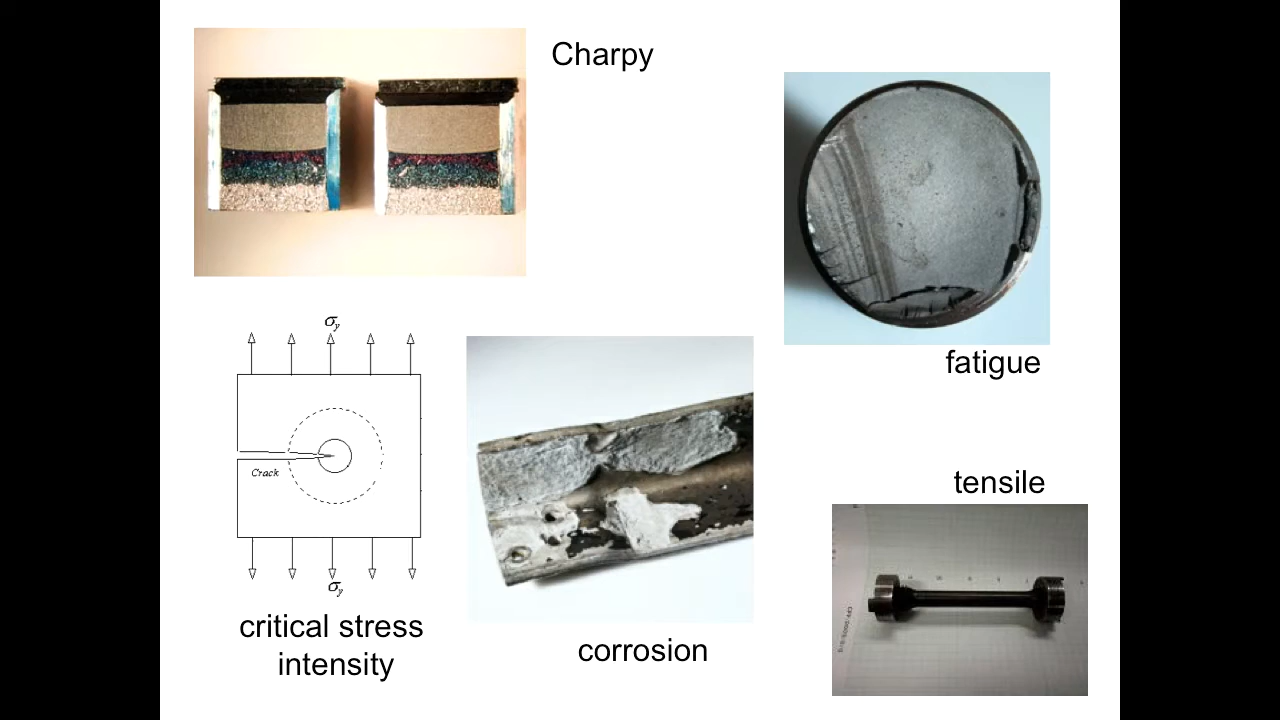 Charpy
fatigue
σy
Crack
σy
critical stress
intensity
corrosion
tensile